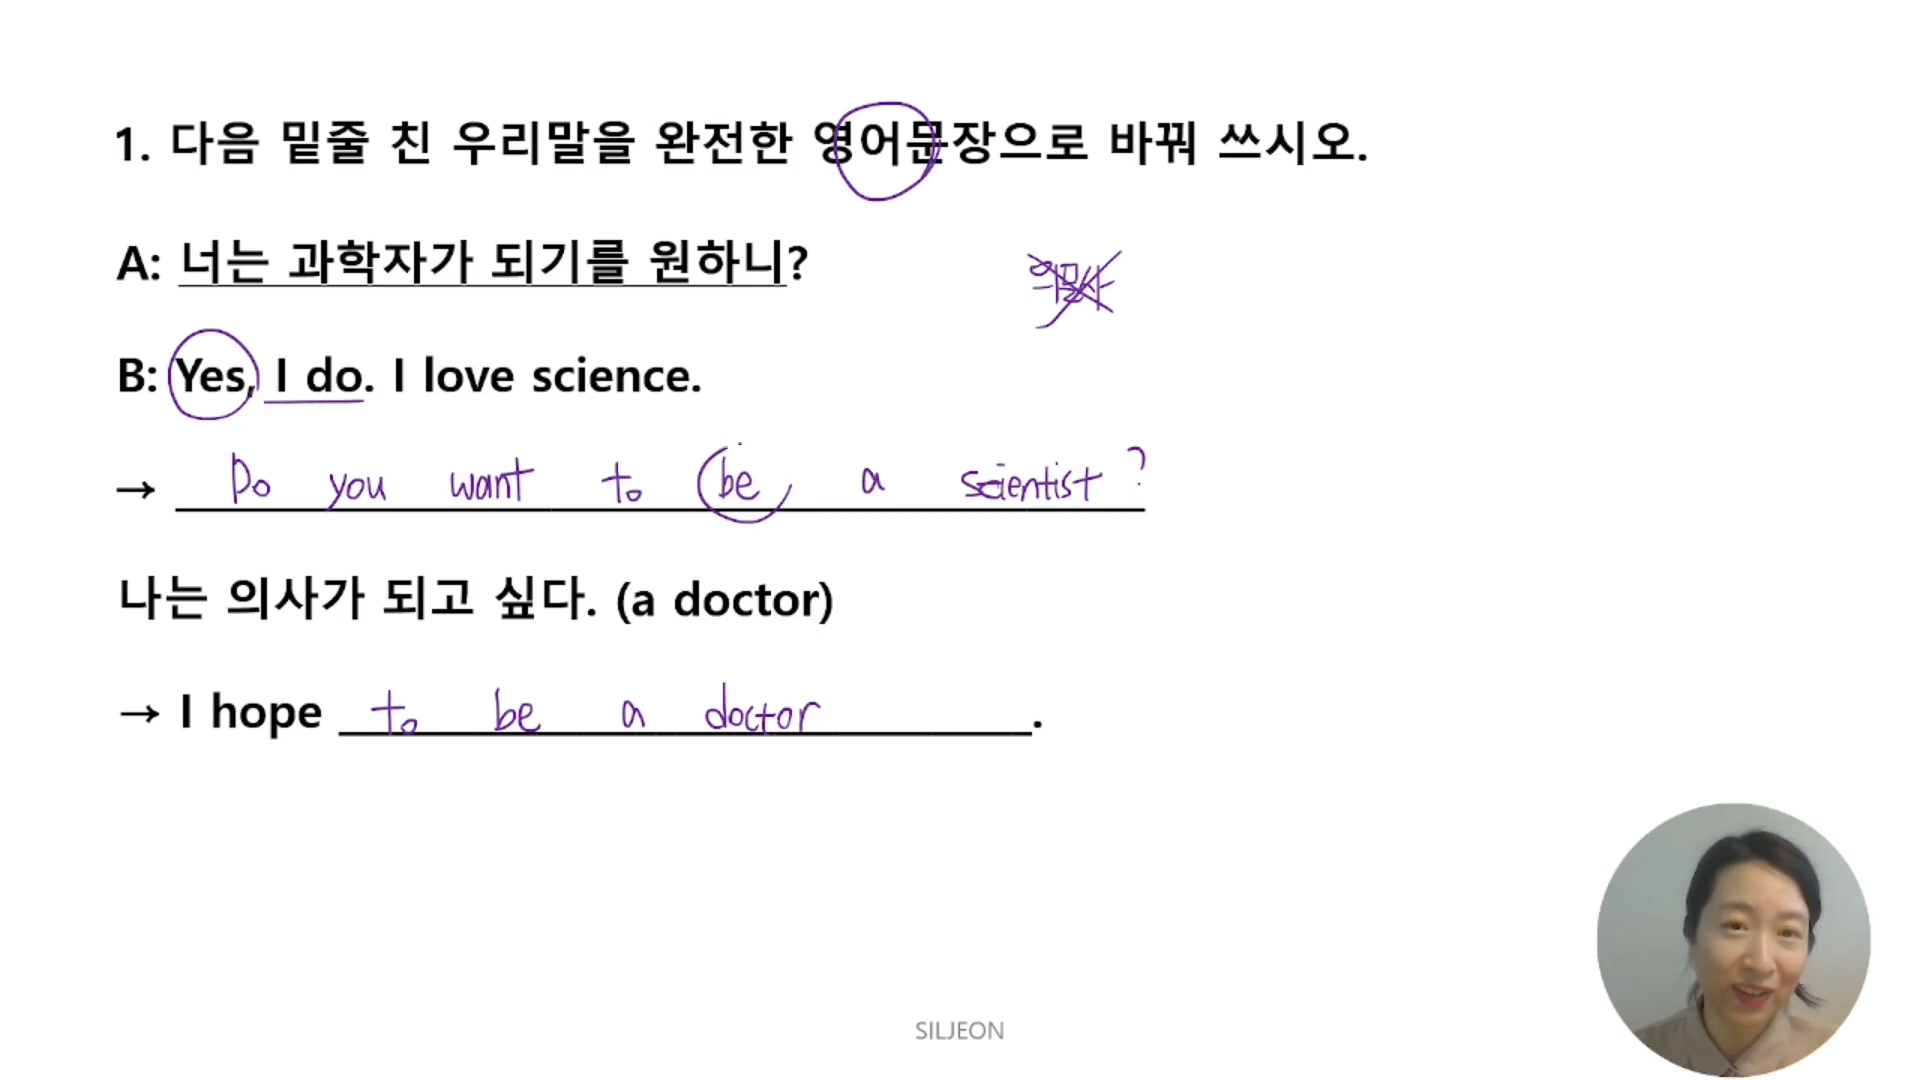 1. 다음 밑줄 친 우리말을 완전한 영어문장으로 바꿔 쓰시오.
A: 너는 과학자가 되기를 원하니?
의문사
B: Yes, I do. I love science.
→ Do you want to be a scientist?
나는 의사가 되고 싶다. (a doctor)
→ I hope to be a doctor.
SILJEON